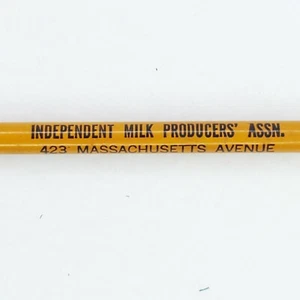 INDEPENDENT MILK PRODUCERS' ASSN.
423 MASSACHUSETTS AVENUE